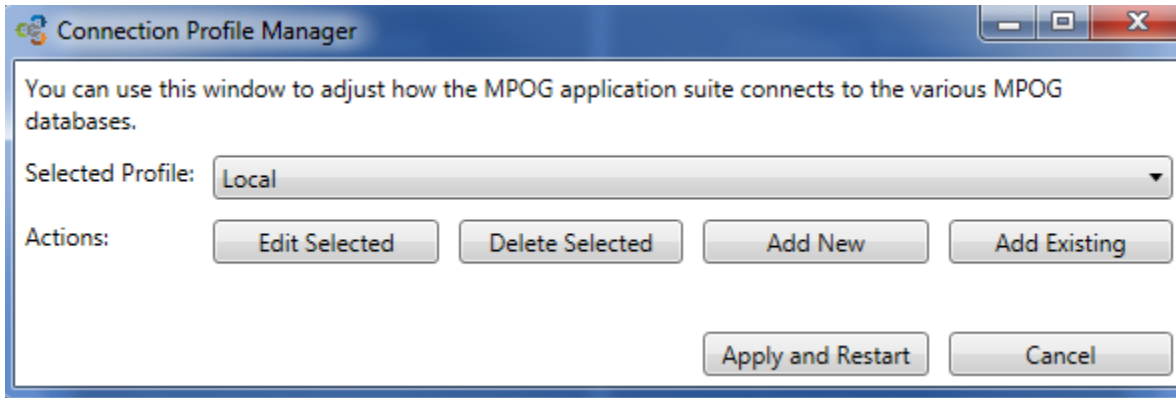 Connection Profile Manager
You can use this window to adjust how the MPOG application suite connects to the various MPOG
databases.
Selected Profile: Local
Actions: Edit Selected Delete Selected Add New Add Existing
Apply and Restart Cancel